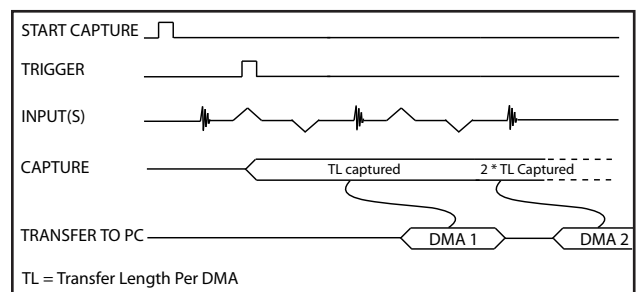 START CAPTURE
TRIGGER
INPUT(S)
CAPTURE
TL captured
2 * TL Captured
TRANSFER TO PC
DMA 1
DMA 2
TL = Transfer Length Per DMA